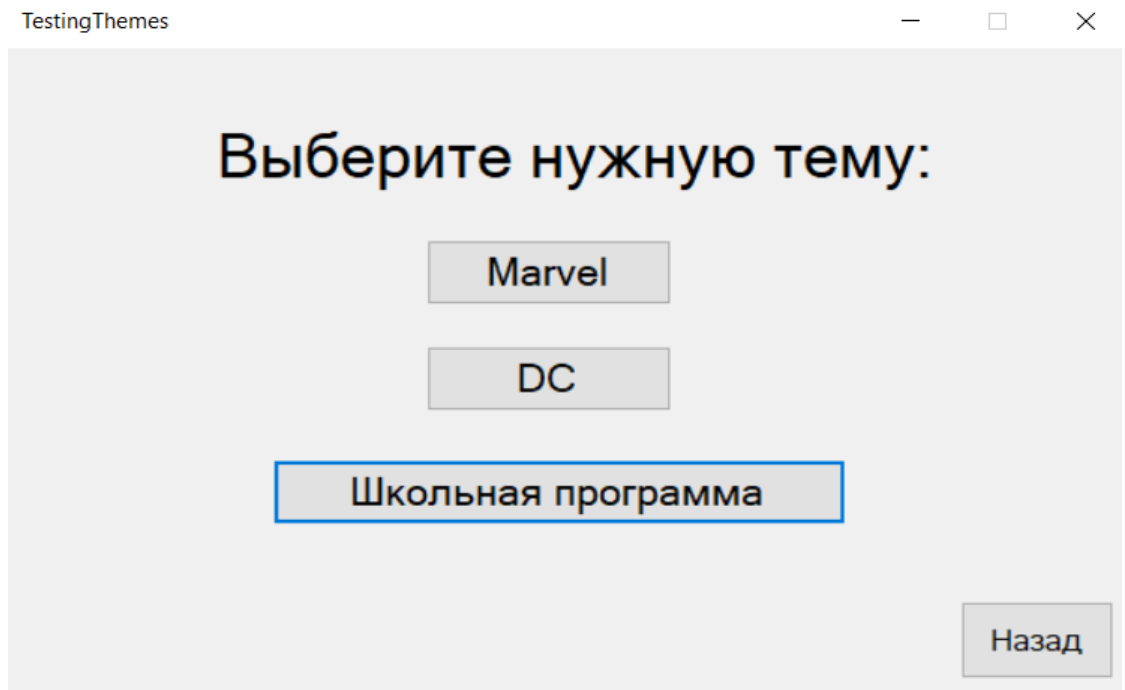 TestingThemes
Выберите нужную тему:
Marvel
DC
Школьная программа
Назад